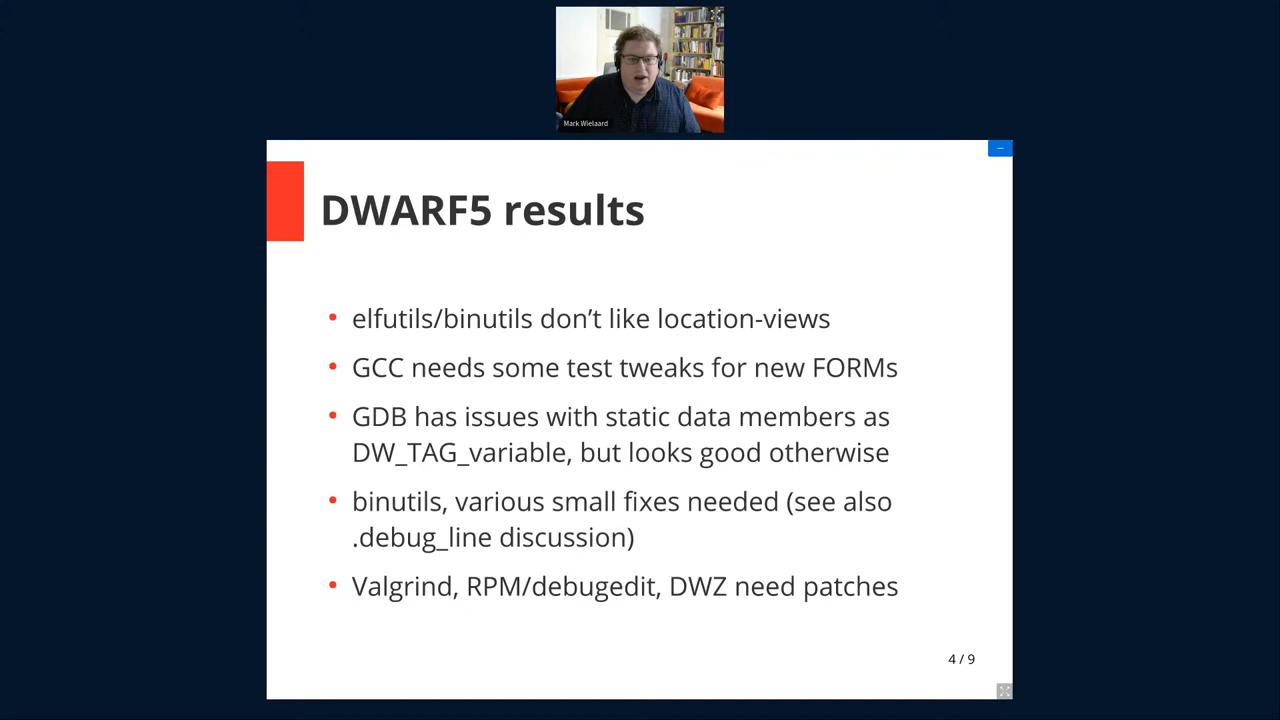 Mark Wielaard
DWARF5 results
• elfutils/binutils don’t like location-views
• GCC needs some test tweaks for new FORMs
• GDB has issues with static data members as
DW_TAG_variable, but looks good otherwise
• binutils, various small fixes needed (see also
.debug_line discussion)
• Valgrind, RPM/debugedit, DWZ need patches
4 / 9